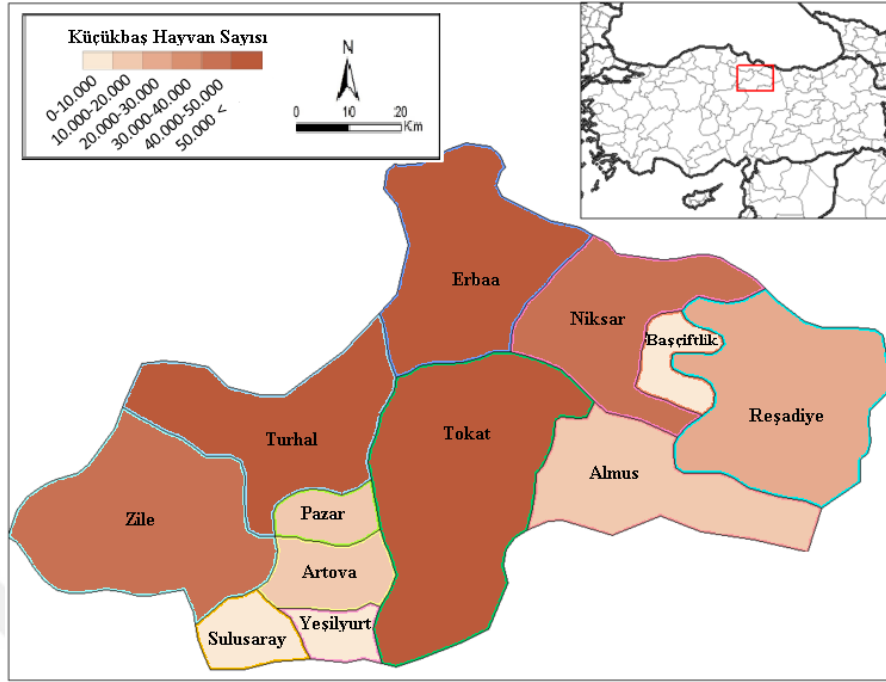 Küçükbaş Hayvan Sayısı
0-10.000
10.000-20.000
20.000-30.000
30.000-40.000
40.000-50.000
50.000 <
N
0 10 20
Km
Erbaa
Niksar
Başçiftlik
Reşadiye
Turhal
Tokat
Almus
Zile
Pazar
Artova
Yeşilyurt
Sulusaray